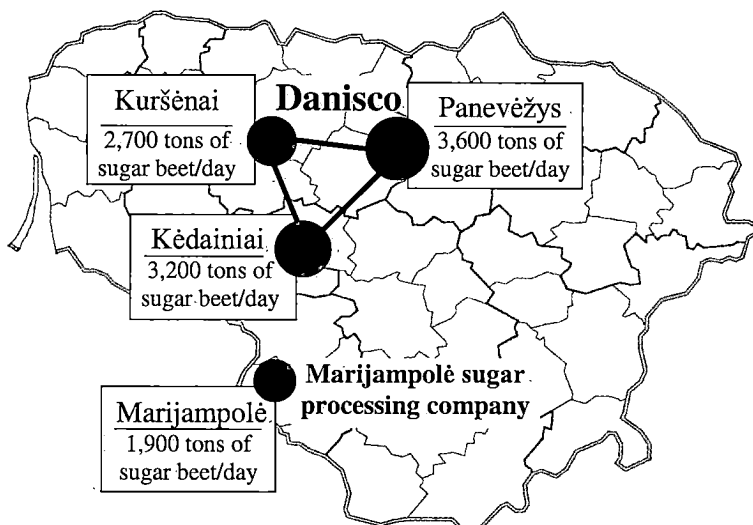 Kuršėnai
2,700 tons of
sugar beet/day
Danisco
Panevėžys
3,600 tons of
sugar beet/day
Kėdainiai
3,200 tons of
sugar beet/day
Marijampolė sugar
processing company
Marijampolė
1,900 tons of
sugar beet/day